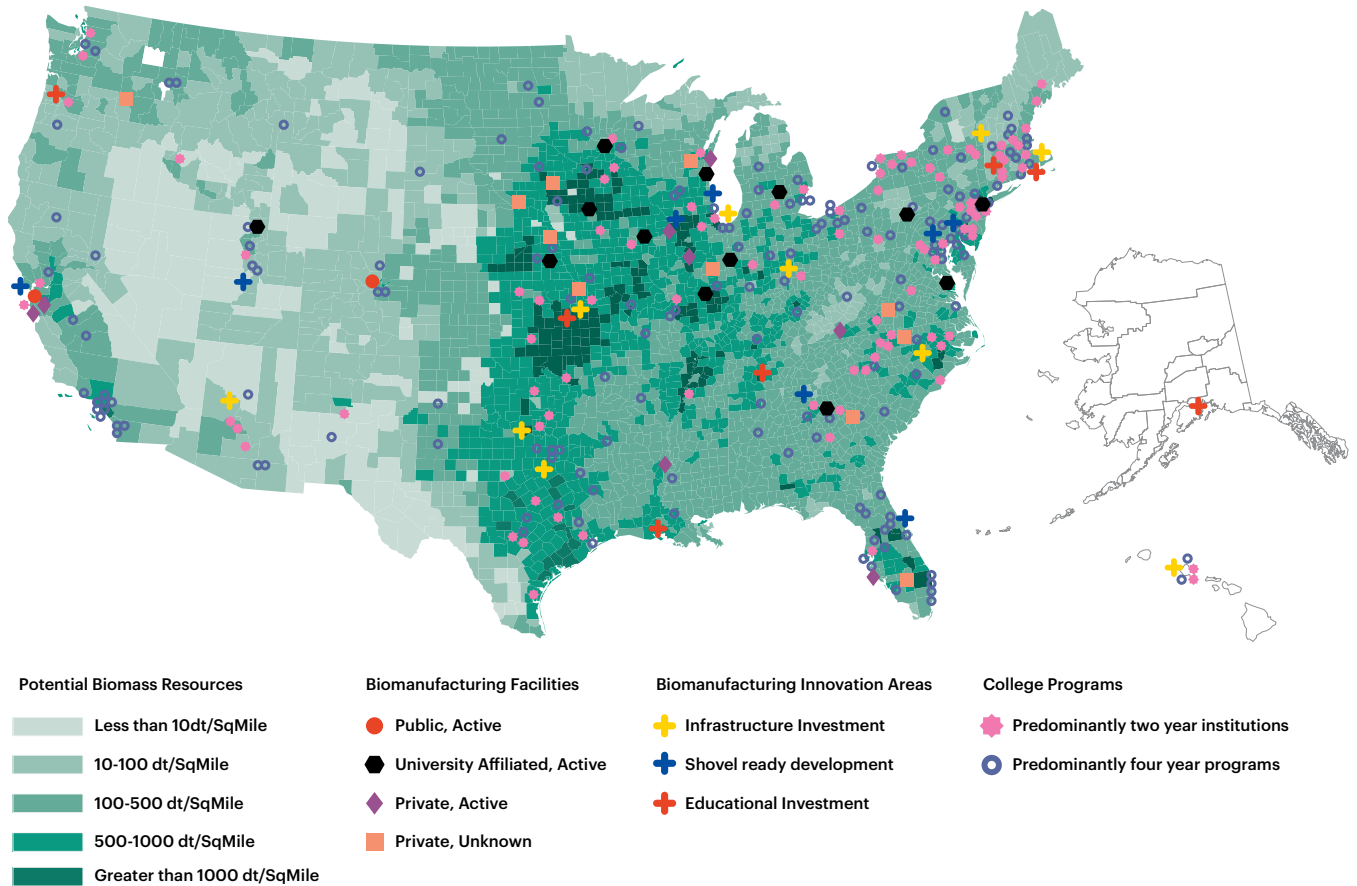 Potential Biomass Resources
Less than 10dt/SqMile
10-100 dt/SqMile
100-500 dt/SqMile
500-1000 dt/SqMile
Greater than 1000 dt/SqMile
Biomanufacturing Facilities
Public, Active
University Affiliated, Active
Private, Active
Private, Unknown
Biomanufacturing Innovation Areas
Infrastructure Investment
Shovel ready development
Educational Investment
College Programs
Predominantly two year institutions
Predominantly four year programs